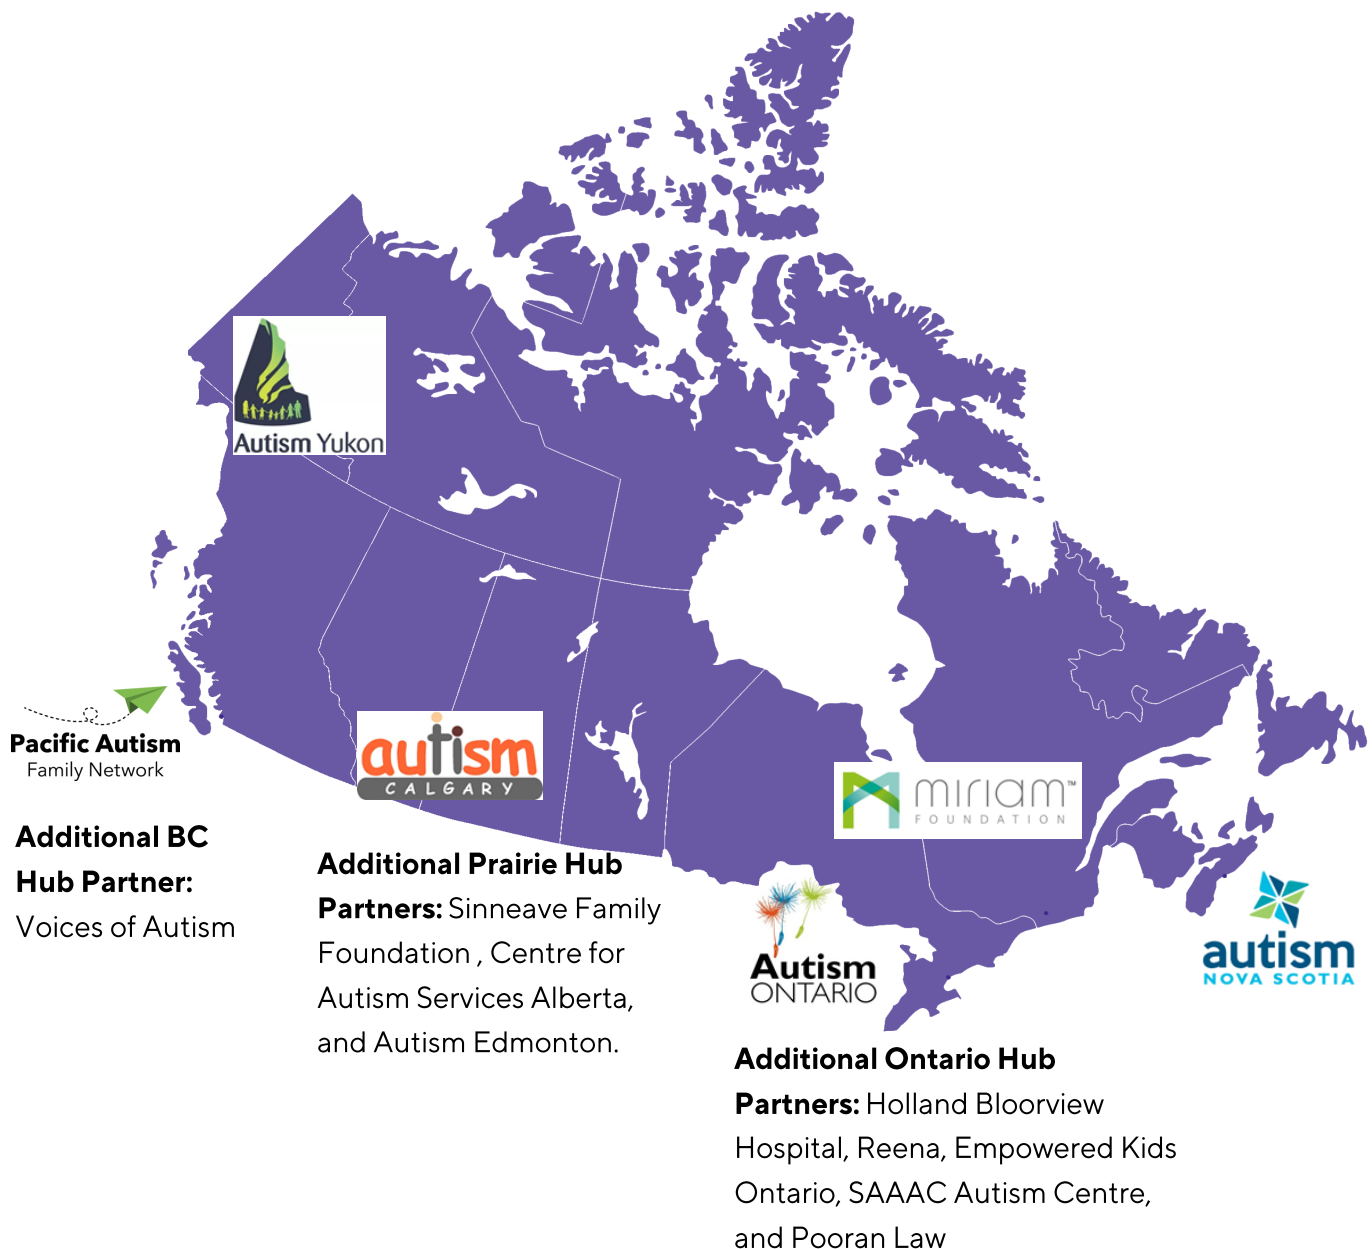 Autism Yukon
Pacific Autism
Family Network
autism
CALGARY
miriam™
FOUNDATION
Additional BC
Hub Partner:
Voices of Autism
Additional Prairie Hub
Partners: Sinneave Family
Foundation , Centre for
Autism Services Alberta,
and Autism Edmonton.
Autism
ONTARIO
autism
NOVA SCOTIA
Additional Ontario Hub
Partners: Holland Bloorview
Hospital, Reena, Empowered Kids
Ontario, SAAAC Autism Centre,
and Pooran Law